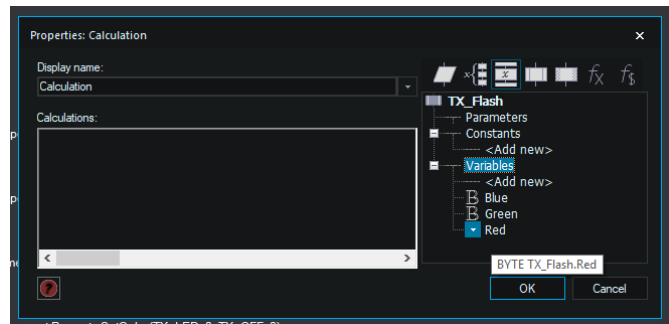 Properties: Calculation
Display name:
Calculation
Calculations:
TX_Flash
Parameters
Constants
<Add new>
Variables
<Add new>
B Blue
B Green
Red
BYTE TX_Flash.Red
OK
Cancel